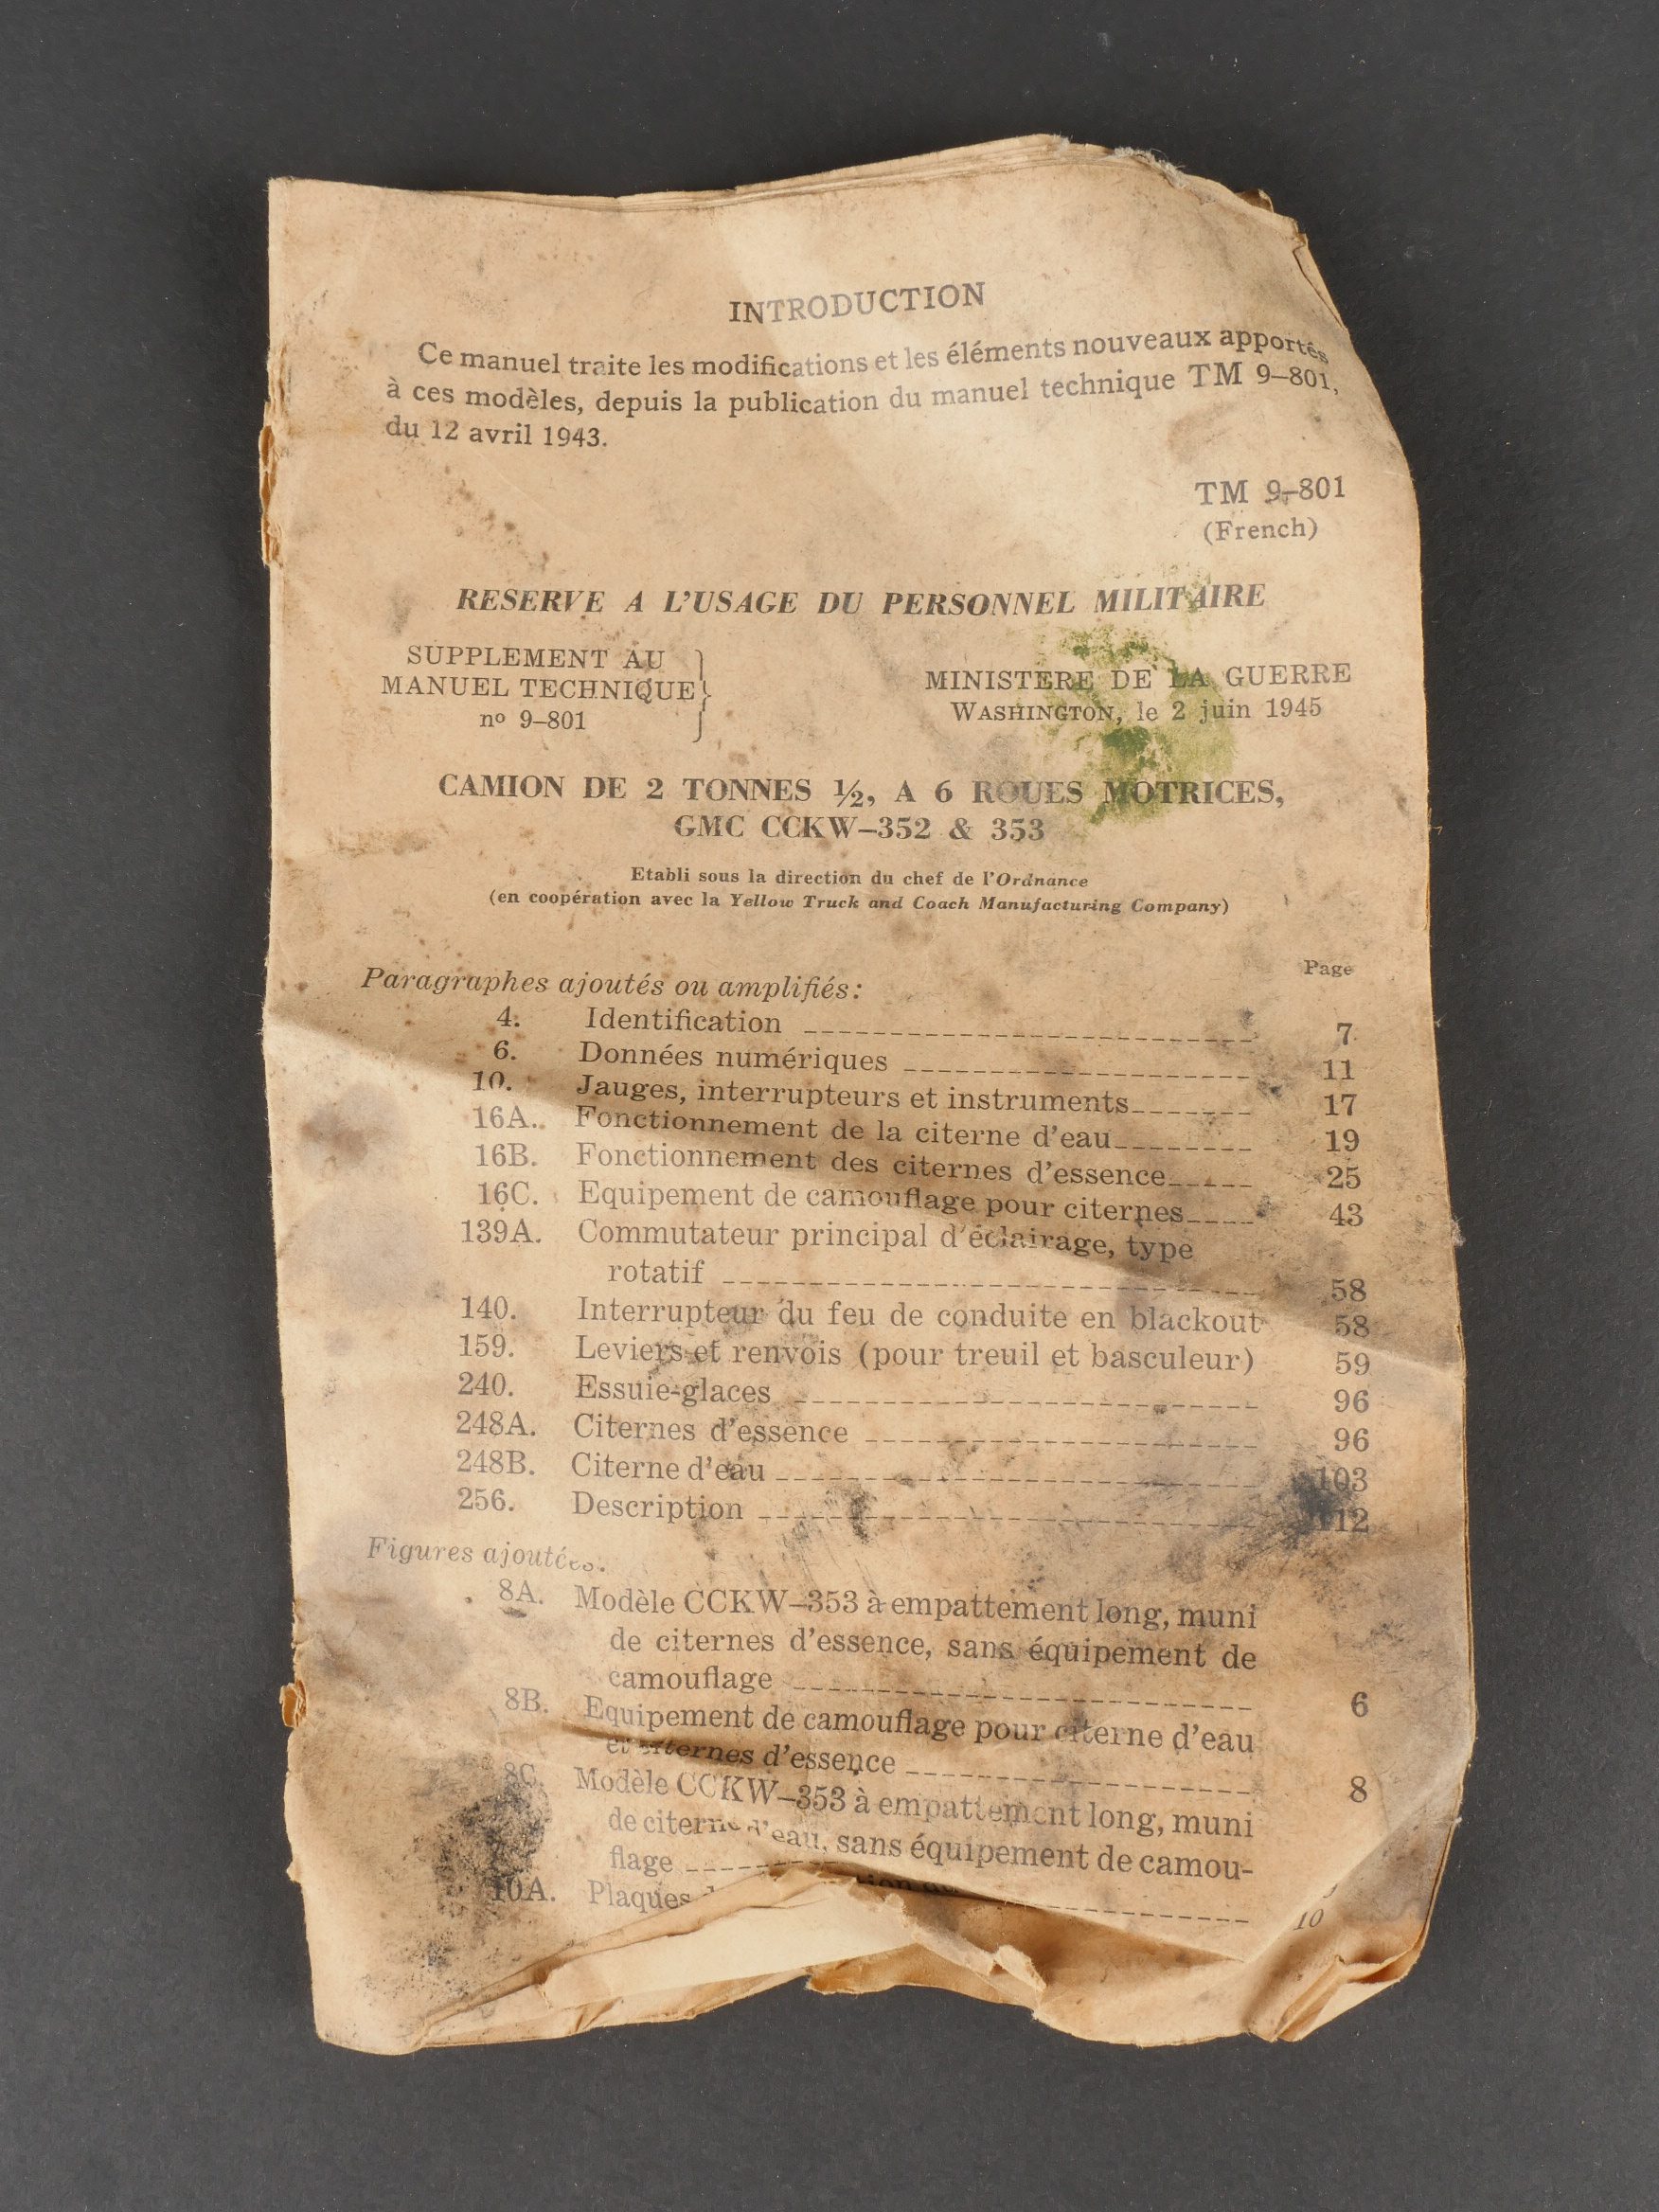 INTRODUCTION
Ce manuel traite les modifications et les éléments nouveaux apportés
à ces modèles, depuis la publication du manuel technique TM 9–801,
du 12 avril 1943.
TM 9–801
(French)
RESERVE A L'USAGE DU PERSONNEL MILITAIRE
SUPPLEMENT AU
MANUEL TECHNIQUE
nº 9–801
MINISTERE DE LA GUERRE
WASHINGTON, le 2 juin 1945
CAMION DE 2 TONNES ½, A 6 ROUES MOTRICES,
GMC CCKW–352 & 353
Etabli sous la direction du chef de l'Ordnance
(en coopération avec la Yellow Truck and Coach Manufacturing Company)
Page
Paragraphes ajoutés ou amplifiés:
4. Identification 7
6. Données numériques 11
10. Jauges, interrupteurs et instruments 17
16A. Fonctionnement de la citerne d'eau 19
16B. Fonctionnement des citernes d'essence 25
16C. Equipement de camouflage pour citernes 43
139A. Commutateur principal d'éclairage, type
rotatif 58
140. Interrupteur du feu de conduite en blackout 58
159. Leviers et renvois (pour treuil et basculeur) 59
240. Essuie-glaces 96
248A. Citernes d'essence 96
248B. Citerne d'eau 103
256. Description 112
Figures ajoutées:
8A. Modèle CCKW–353 à empattement long, muni
de citernes d'essence, sans équipement de
camouflage 6
8B. Equipement de camouflage pour citerne d'eau
et citernes d'essence 8
8C. Modèle CCKW–353 à empattement long, muni
de citerne d'eau, sans équipement de camou-
flage
10A. Plaques 10